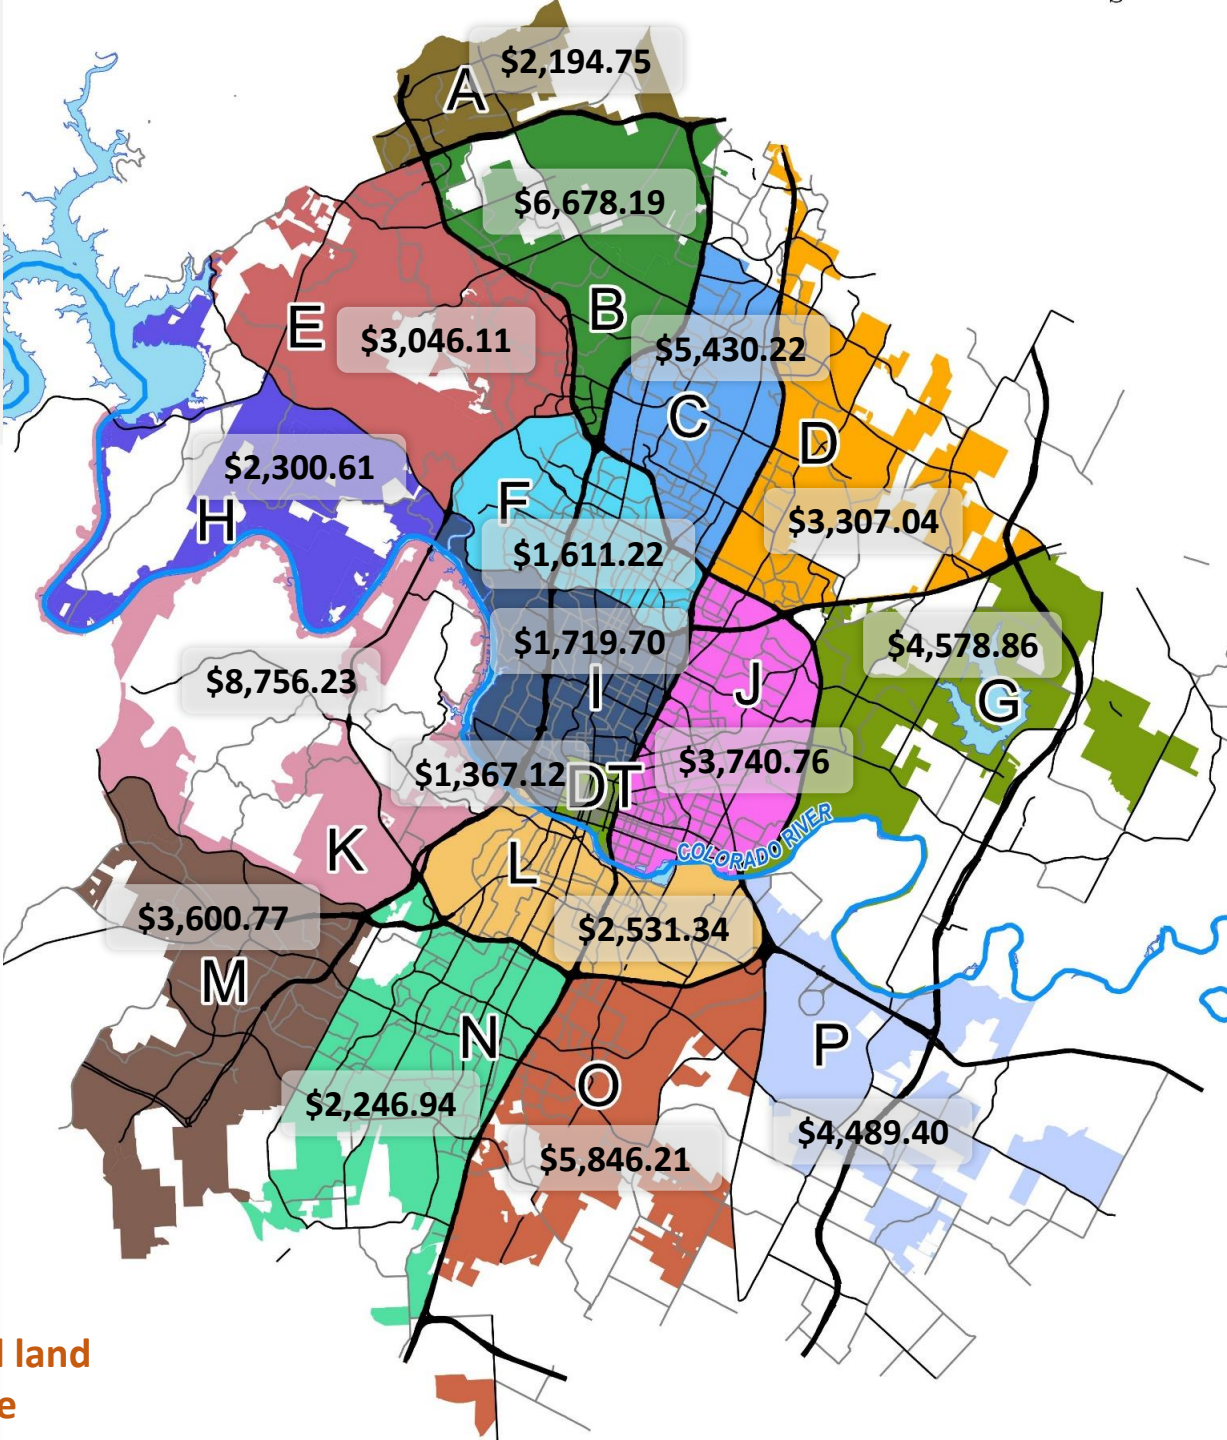 A
$2,194.75
$6,678.19
B
E
$3,046.11
$5,430.22
C
D
$2,300.61
H
F
$3,307.04
$1,611.22
$1,719.70
$4,578.86
$8,756.23
I
J
G
$1,367.12
DT
$3,740.76
COLORADO RIVER
K
L
$3,600.77
$2,531.34
M
N
P
O
$2,246.94
$4,489.40
$5,846.21
land
e